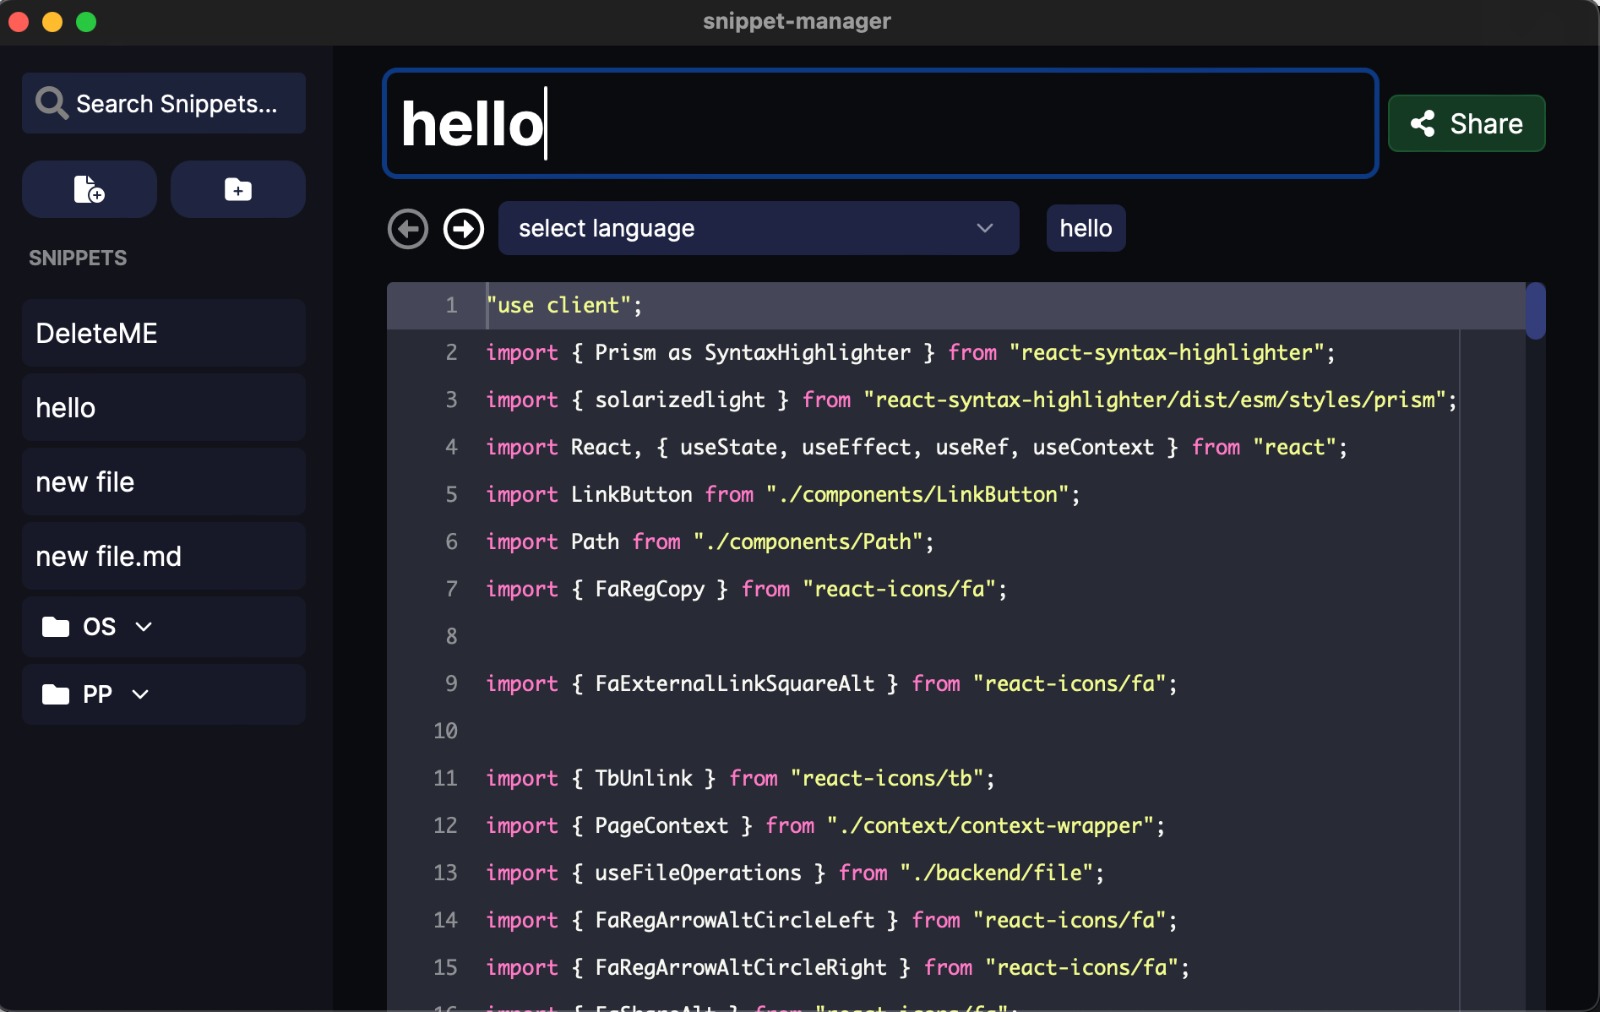 snippet-manager
Search Snippets...
SNIPPETS
DeleteME
hello
new file
new file.md
OS
PP
hello
Share
select language
hello
1 "use client";
2 import { Prism as SyntaxHighlighter } from "react-syntax-highlighter";
3 import { solarizedlight } from "react-syntax-highlighter/dist/esm/styles/prism";
4 import React, { useState, useEffect, useRef, useContext } from "react";
5 import LinkButton from "./components/LinkButton";
6 import Path from "./components/Path";
7 import { FaRegCopy } from "react-icons/fa";
8
9 import { FaExternalLinkSquareAlt } from "react-icons/fa";
10
11 import { TbUnlink } from "react-icons/tb";
12 import { PageContext } from "./context/context-wrapper";
13 import { useFileOperations } from "./backend/file";
14 import { FaRegArrowAltCircleLeft } from "react-icons/fa";
15 import { FaRegArrowAltCircleRight } from "react-icons/fa";
16 import { FaShareAlt } from "react-icons/fa";